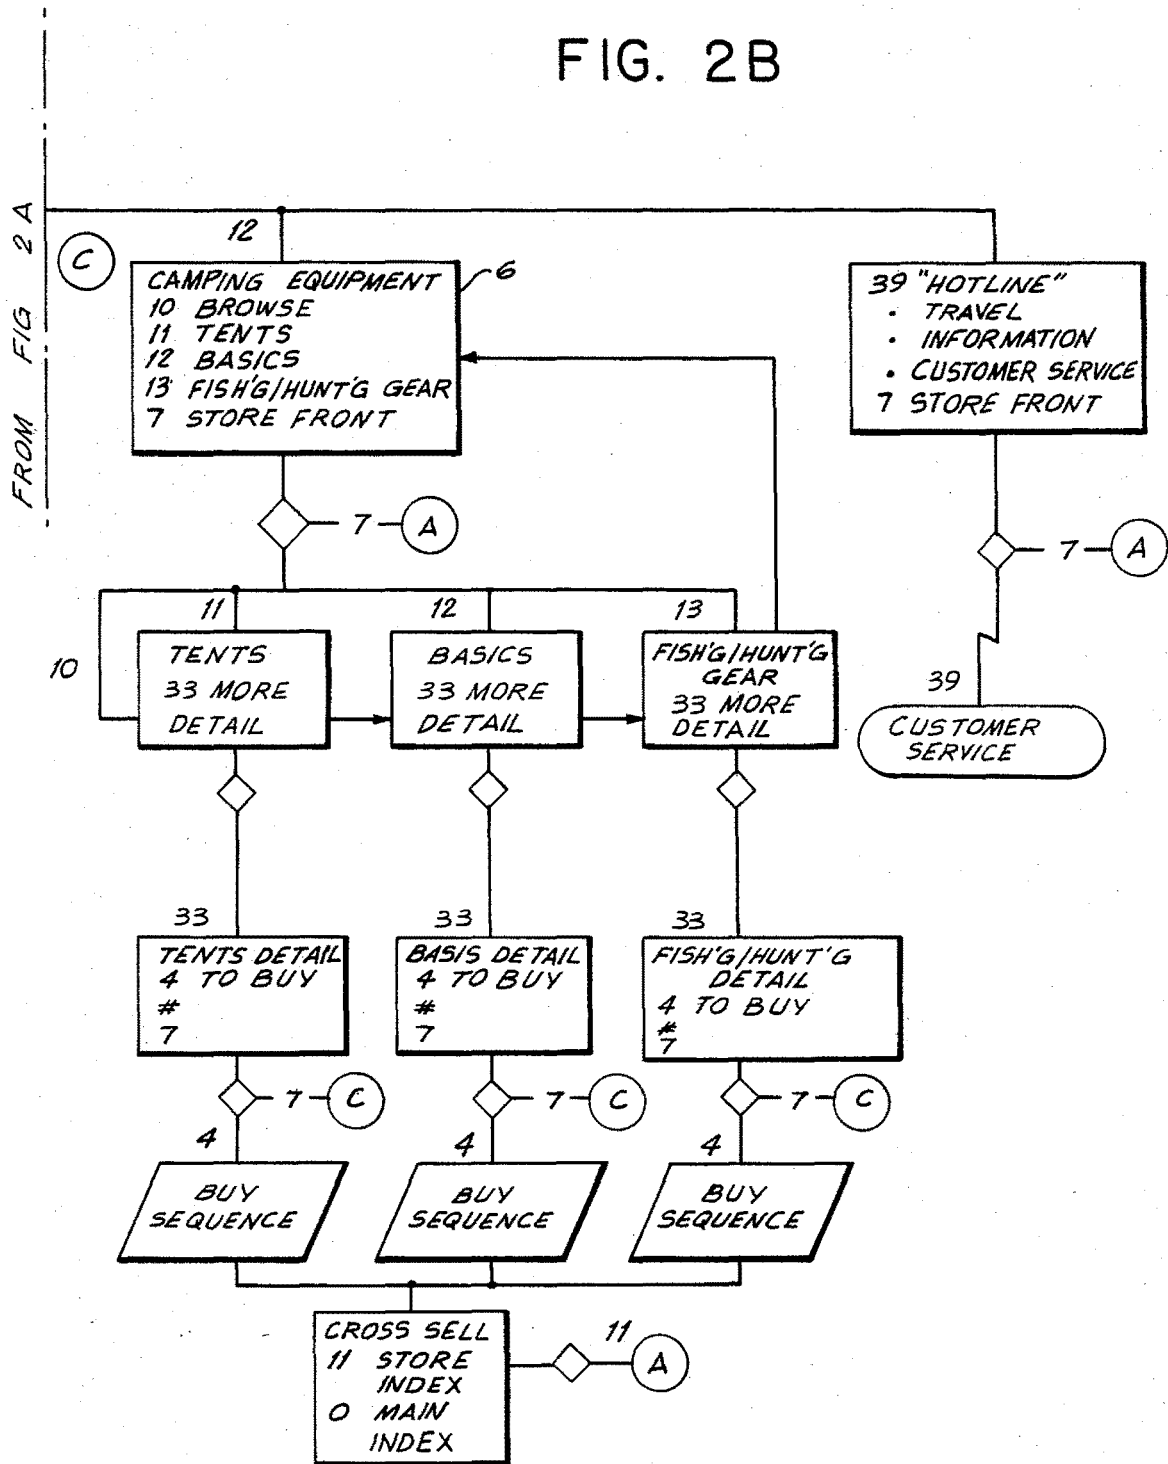 FIG. 2B
FROM FIG 2A
12
C
CAMPING EQUIPMENT
10 BROWSE
11 TENTS
12 BASICS
13 FISH'G/HUNT'G GEAR
7 STORE FRONT
6
39 "HOTLINE"
• TRAVEL
• INFORMATION
• CUSTOMER SERVICE
7 STORE FRONT
7 A
7 A
10
11
12
13
TENTS
33 MORE
DETAIL
BASICS
33 MORE
DETAIL
FISH'G/HUNT'G
GEAR
33 MORE
DETAIL
39
CUSTOMER
SERVICE
33
TENTS DETAIL
4 TO BUY
#
7
33
BASIS DETAIL
4 TO BUY
#
7
33
FISH'G/HUNT'G
DETAIL
4 TO BUY
#
7
7 C
7 C
7 C
4
BUY
SEQUENCE
4
BUY
SEQUENCE
4
BUY
SEQUENCE
CROSS SELL
11 STORE
INDEX
0 MAIN
INDEX
11
A